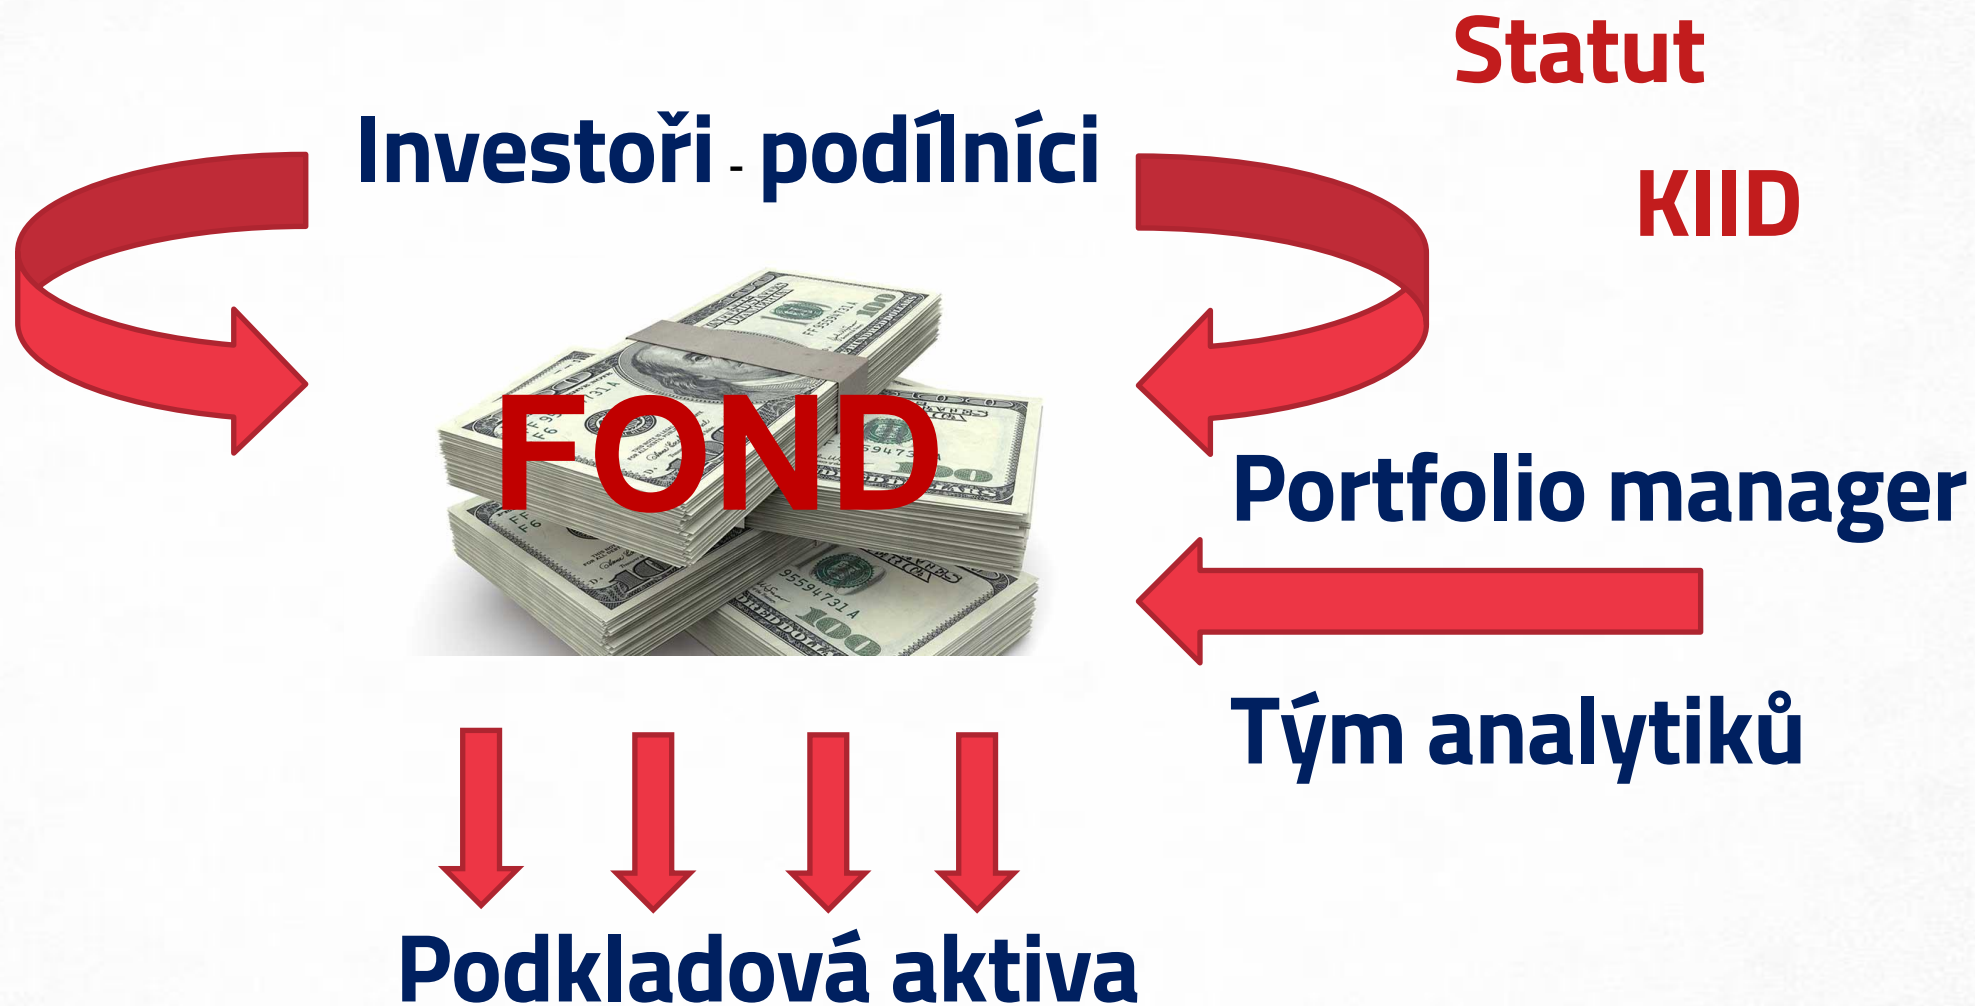 Statut
Investoři - podílníci
KIID
FOND
Portfolio manager
Tým analytiků
Podkladová aktiva